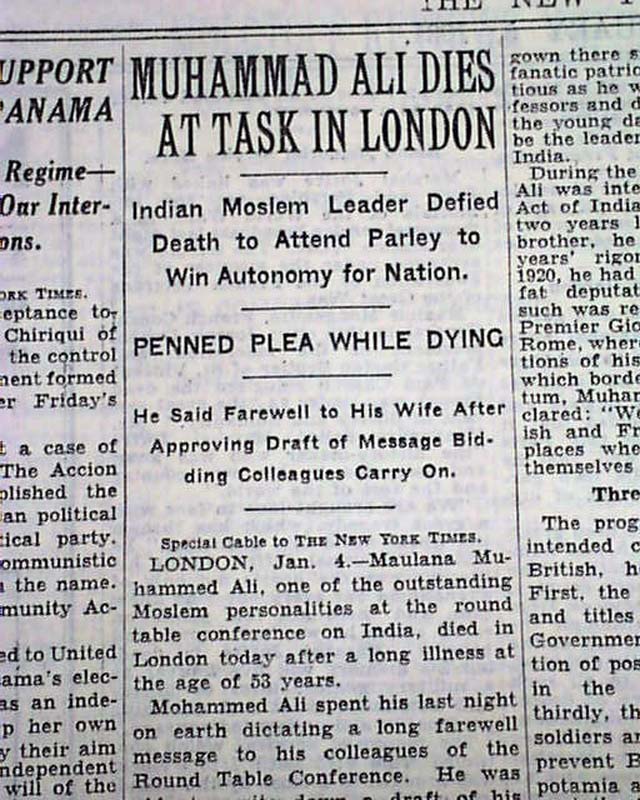 THE NEW
UPPORT
PANAMA
Regime—
Our Inter-
ons.
ORK TIMES.
eptance to
Chiriqui of
the control
ment formed
er Friday's
t a case of
The Accion
plished the
an political
tical party.
ommunistic
the name.
munity Ac-
ed to United
ama's elec-
as an inde-
p her own
y their aim
ndependent
will of the
MUHAMMAD ALI DIES
AT TASK IN LONDON
Indian Moslem Leader Defied
Death to Attend Parley to
Win Autonomy for Nation.
PENNED PLEA WHILE DYING
He Said Farewell to His Wife After
Approving Draft of Message Bid-
ding Colleagues Carry On.
Special Cable to THE NEW YORK TIMES.
LONDON, Jan. 4.—Maulana Mu-
hammed Ali, one of the outstanding
Moslem personalities at the round
table conference on India, died in
London today after a long illness at
the age of 53 years.
Mohammed Ali spent his last night
on earth dictating a long farewell
message to his colleagues of the
Round Table Conference. He was
draft of his
gown there s
fanatic patrio
tious as he w
fessors and
the young da
be the leader
India.
During the
Ali was inte
Act of India
two years l
brother, he
years' rigor
1920, he had
fat deputat
such was re
Premier Gio
Rome, where
tions of his
which borde
tum, Muham
clared: "We
ish and Fr
places whe
themselves
Thre
The prog
intended
British, h
First, the
and titles
Governmen
tion of pos
in the
thirdly, th
soldiers an
prevent B
potamia